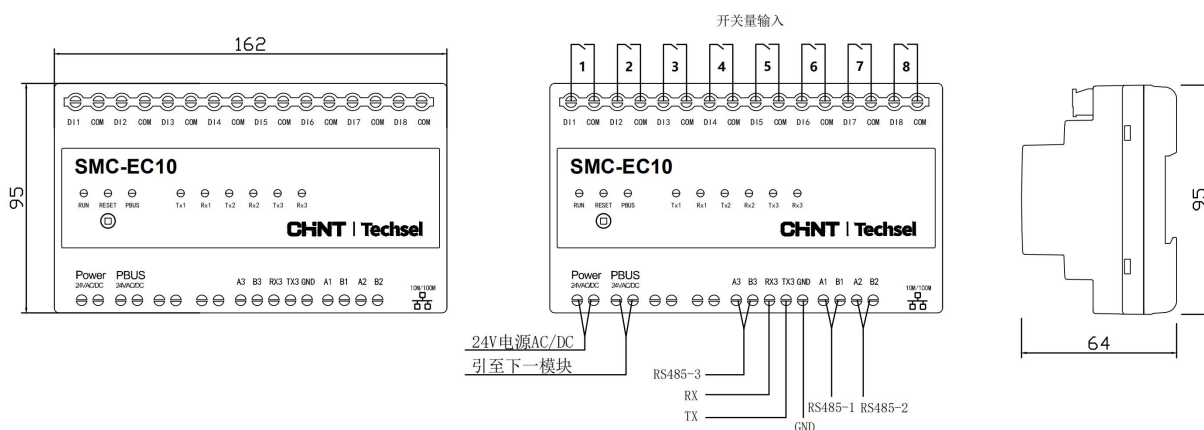 162
95
DI1 COM DI2 COM DI3 COM DI4 COM DI5 COM DI6 COM DI7 COM DI8 COM
SMC-EC10
RUN RESET PBUS Tx1 Rx1 Tx2 Rx2 Tx3 Rx3
CHNT | Techsel
Power PBUS
24VAC/DC 24VAC/DC
A3 B3 RX3 TX3 GND A1 B1 A2 B2
10M/100M
开关量输入
1 2 3 4 5 6 7 8
DI1 COM DI2 COM DI3 COM DI4 COM DI5 COM DI6 COM DI7 COM DI8 COM
SMC-EC10
RUN RESET PBUS Tx1 Rx1 Tx2 Rx2 Tx3 Rx3
CHNT | Techsel
Power PBUS
24VAC/DC 24VAC/DC
A3 B3 RX3 TX3 GND A1 B1 A2 B2
10M/100M
24V电源AC/DC
引至下一模块
RS485-3
RX
TX
GND
RS485-1 RS485-2
95
64